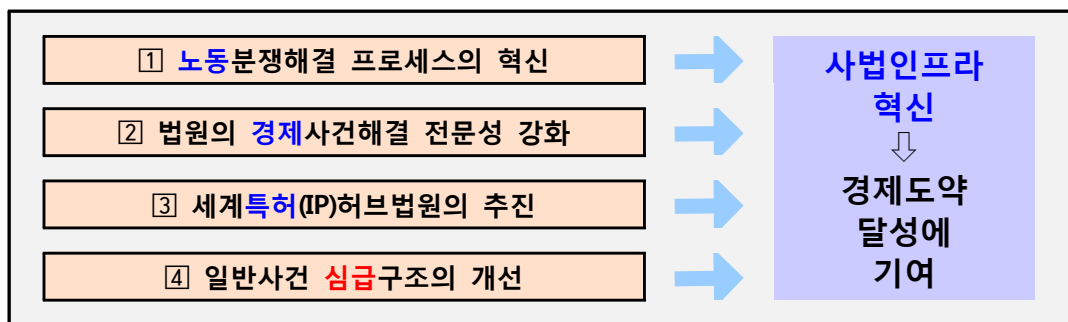 1 노동분쟁해결 프로세스의 혁신
2 법원의 경제사건해결 전문성 강화
3 세계특허(IP)허브법원의 추진
4 일반사건 심급구조의 개선
사법인프라
혁신
⇩
경제도약
달성에
기여